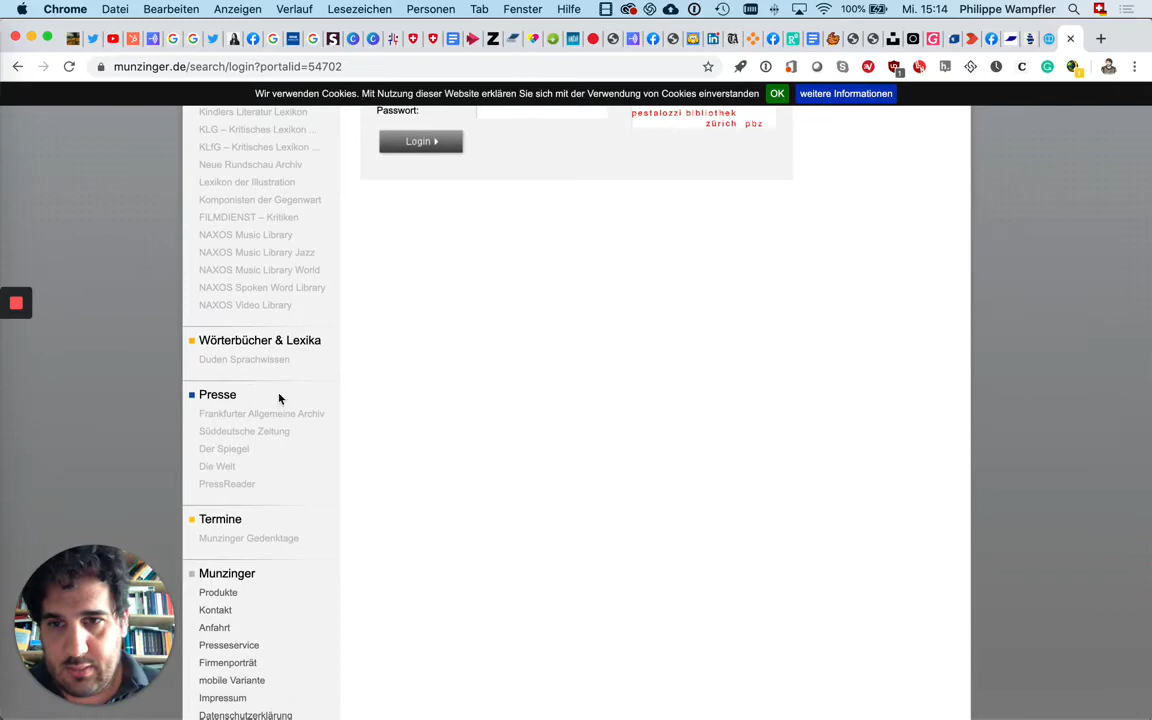 Chrome Datei Bearbeiten Anzeigen Verlauf Lesezeichen Personen Tab Fenster Hilfe 100% Mi. 15:14 Philippe Wampfler
munzinger.de/search/login?portalid=54702
Wir verwenden Cookies. Mit Nutzung dieser Website erklären Sie sich mit der Verwendung von Cookies einverstanden OK weitere Informationen
Kindlers Literatur Lexikon
KLG – Kritisches Lexikon ...
KLfG – Kritisches Lexikon ...
Neue Rundschau Archiv
Lexikon der Illustration
Komponisten der Gegenwart
FILMDIENST – Kritiken
NAXOS Music Library
NAXOS Music Library Jazz
NAXOS Music Library World
NAXOS Spoken Word Library
NAXOS Video Library
Wörterbücher & Lexika
Duden Sprachwissen
Presse
Frankfurter Allgemeine Archiv
Süddeutsche Zeitung
Der Spiegel
Die Welt
PressReader
Termine
Munzinger Gedenktage
Munzinger
Produkte
Kontakt
Anfahrt
Presseservice
Firmenporträt
mobile Variante
Impressum
Datenschutzerklärung
Passwort:
Login
pestalozzi bibliothek
zürich pbz